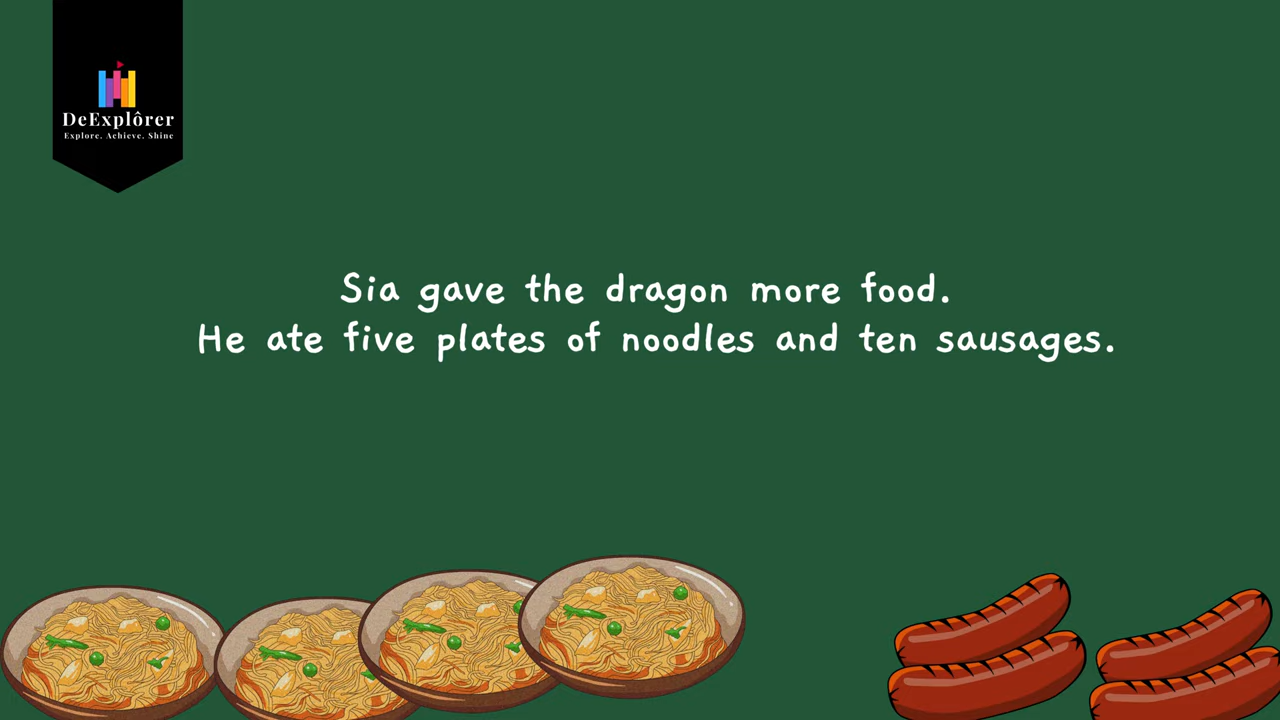 DeExplôrer
Explore. Achieve. Shine
Sia gave the dragon more food.
He ate five plates of noodles and ten sausages.